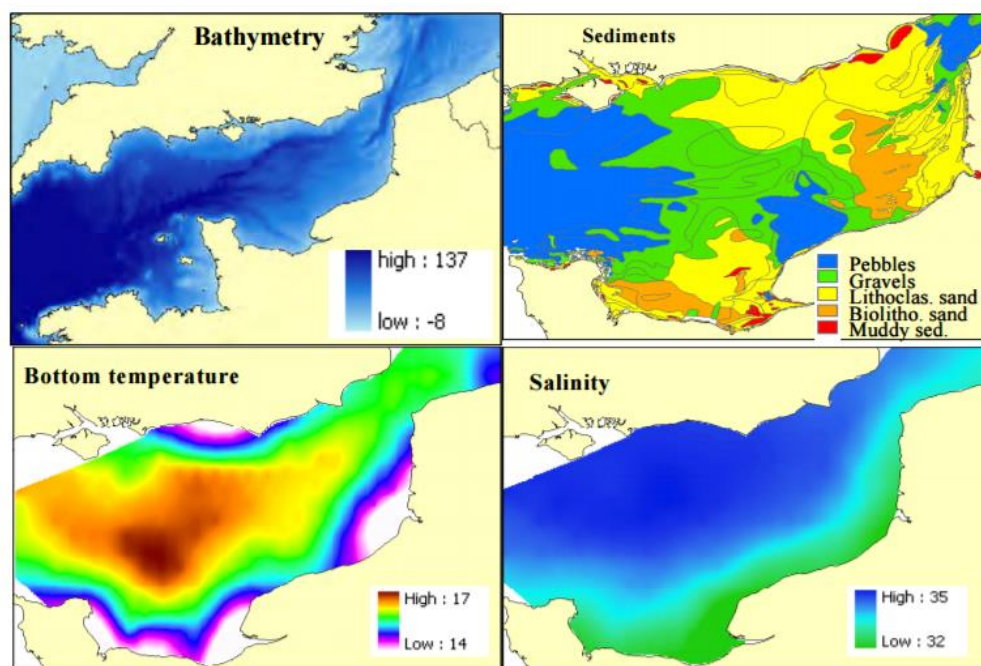 Bathymetry
high : 137
low : -8
Sediments
Pebbles
Gravels
Lithoclas. sand
Biolitho. sand
Muddy sed.
Bottom temperature
High : 17
Low : 14
Salinity
High : 35
Low : 32